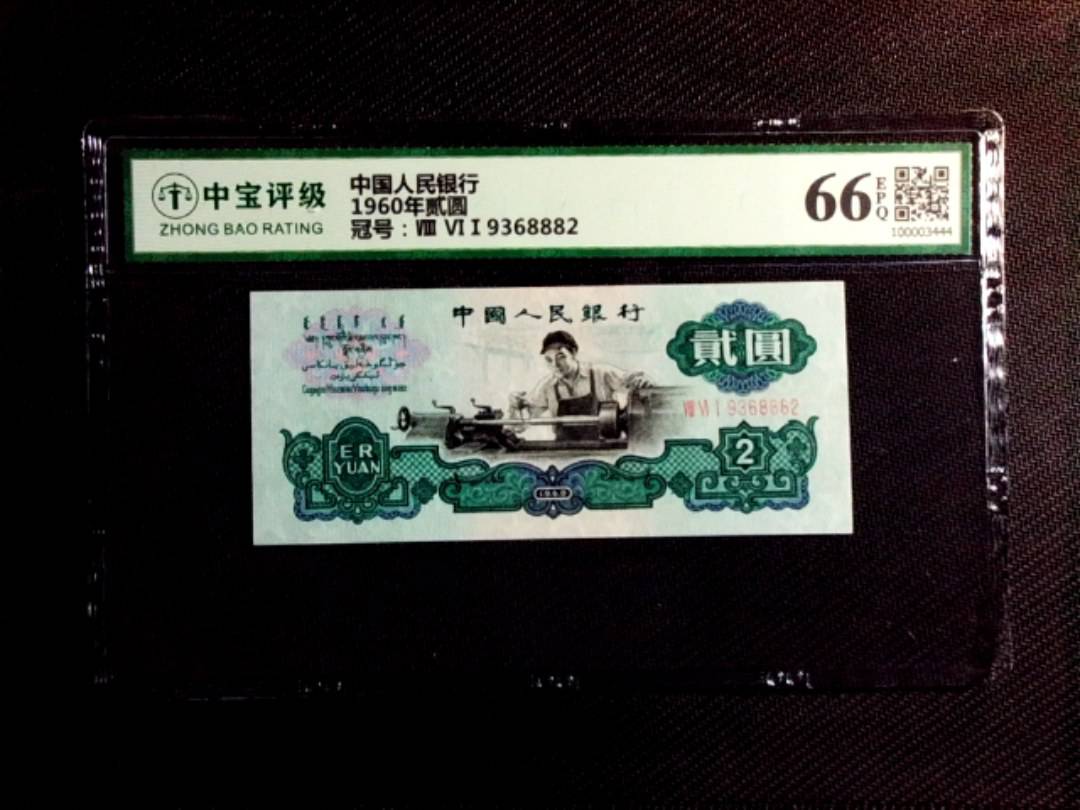 中宝评级
ZHONG BAO RATING
中国人民银行
1960年贰圆
冠号：Ⅷ Ⅵ Ⅰ 9368882
66
EPQ
100003444
中國人民銀行
貳圓
Ⅷ Ⅵ Ⅰ 9368862
ER
YUAN
2
1960